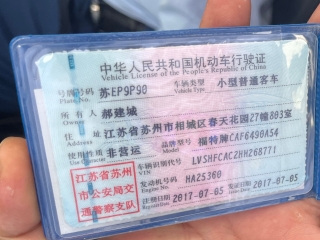 中华人民共和国机动车行驶证
Vehicle License of the People's Republic of China
号牌号码 苏EP9P90 车辆类型 小型普通客车
Plate No. Vehicle Type
所有人 郝建城
Owner
住址 江苏省苏州市相城区春天花园27幢803室
Address
使用性质 非营运 品牌型号 福特牌CAF6490A54
Use Character Model
江苏省苏州
市公安局交
通警察支队
车辆识别代号 LVSHFCACZHH268771
VIN
发动机号码 HA25360
Engine No.
注册日期 2017-07-05 发证日期 2017-07-05
Register Date Issue Date